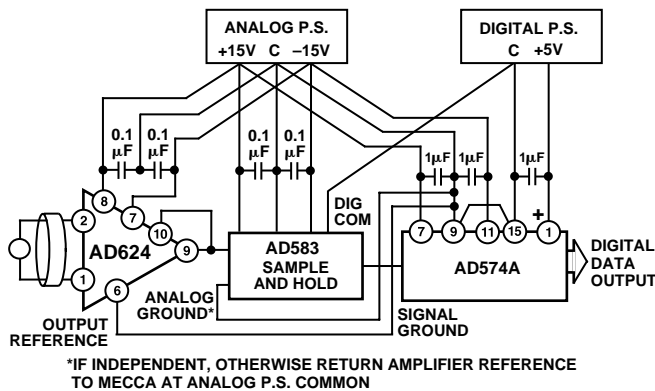 ANALOG P.S.
+15V C –15V
DIGITAL P.S.
C +5V
0.1 µF
0.1 µF
0.1 µF
0.1 µF
1µF
1µF
1µF
DIG COM
8
7
10
2
9
1
6
AD624
AD583
SAMPLE
AND HOLD
7
9
11
15
+
1
AD574A
DIGITAL
DATA
OUTPUT
ANALOG
GROUND*
OUTPUT
REFERENCE
SIGNAL
GROUND
*IF INDEPENDENT, OTHERWISE RETURN AMPLIFIER REFERENCE
TO MECCA AT ANALOG P.S. COMMON